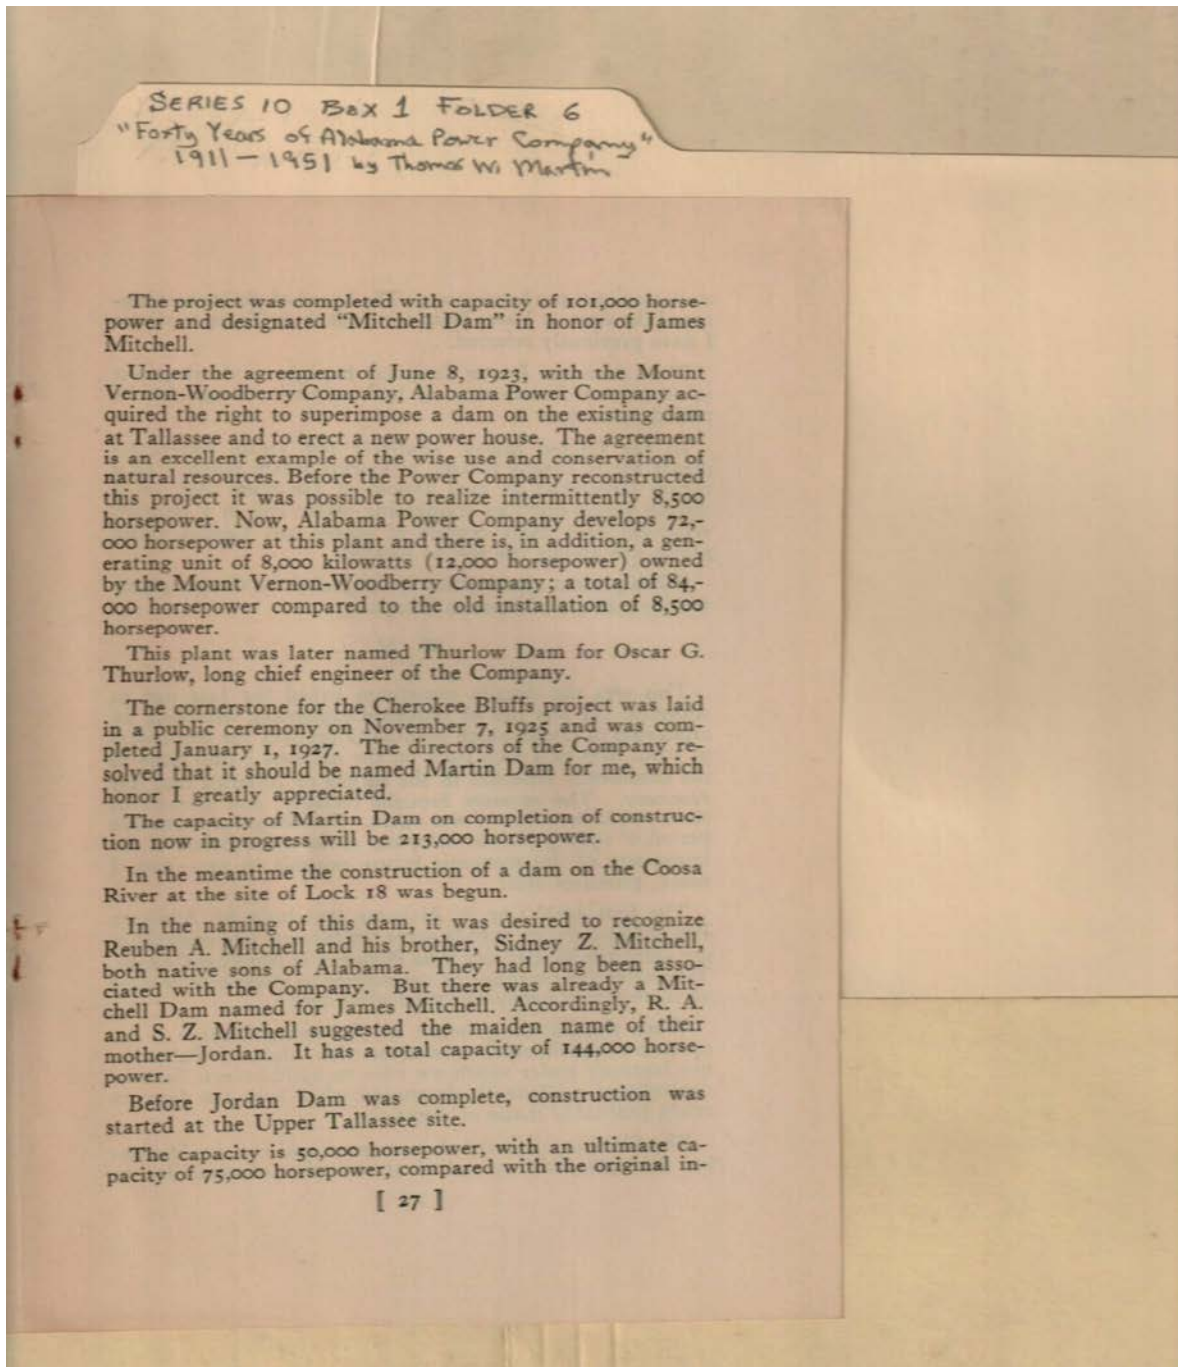 SERIES 10 BOX 1 FOLDER 6
"Forty Years of Alabama Power Company"
1911-1951 by Thomas W. Martin
The project was completed with capacity of 101,000 horse-
power and designated “Mitchell Dam” in honor of James
Mitchell.
Under the agreement of June 8, 1923, with the Mount
Vernon-Woodberry Company, Alabama Power Company ac-
quired the right to superimpose a dam on the existing dam
at Tallassee and to erect a new power house. The agreement
is an excellent example of the wise use and conservation of
natural resources. Before the Power Company reconstructed
this project it was possible to realize intermittently 8,500
horsepower. Now, Alabama Power Company develops 72,-
000 horsepower at this plant and there is, in addition, a gen-
erating unit of 8,000 kilowatts (12,000 horsepower) owned
by the Mount Vernon-Woodberry Company; a total of 84,-
000 horsepower compared to the old installation of 8,500
horsepower.
This plant was later named Thurlow Dam for Oscar G.
Thurlow, long chief engineer of the Company.
The cornerstone for the Cherokee Bluffs project was laid
in a public ceremony on November 7, 1925 and was com-
pleted January 1, 1927. The directors of the Company re-
solved that it should be named Martin Dam for me, which
honor I greatly appreciated.
The capacity of Martin Dam on completion of construc-
tion now in progress will be 213,000 horsepower.
In the meantime the construction of a dam on the Coosa
River at the site of Lock 18 was begun.
In the naming of this dam, it was desired to recognize
Reuben A. Mitchell and his brother, Sidney Z. Mitchell,
both native sons of Alabama. They had long been asso-
ciated with the Company. But there was already a Mit-
chell Dam named for James Mitchell. Accordingly, R. A.
and S. Z. Mitchell suggested the maiden name of their
mother—Jordan. It has a total capacity of 144,000 horse-
power.
Before Jordan Dam was complete, construction was
started at the Upper Tallassee site.
The capacity is 50,000 horsepower, with an ultimate ca-
pacity of 75,000 horsepower, compared with the original in-
[ 27 ]